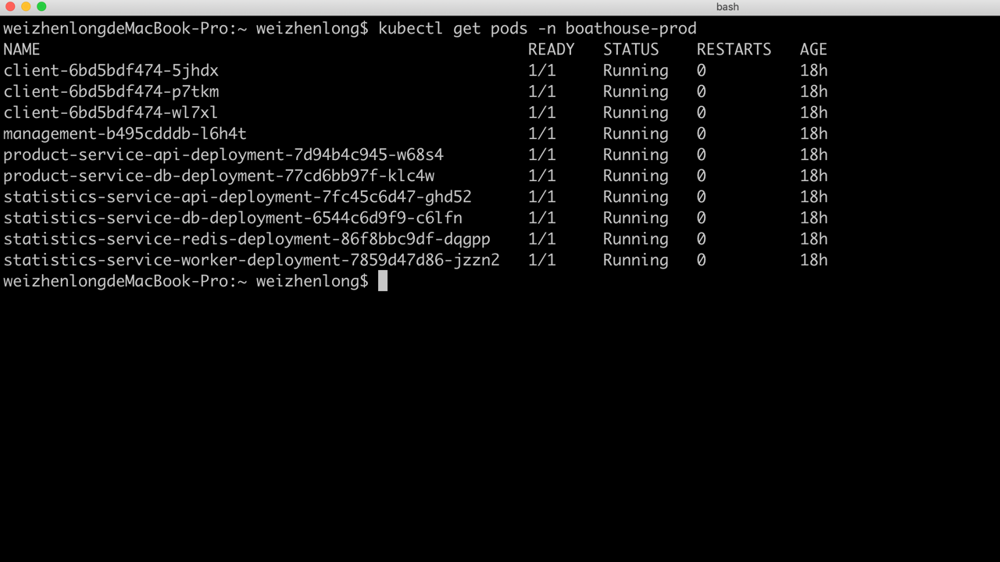 bash
weizhenlongdeMacBook-Pro:~ weizhenlong$ kubectl get pods -n boathouse-prod
NAME READY STATUS RESTARTS AGE
client-6bd5bdf474-5jhdx 1/1 Running 0 18h
client-6bd5bdf474-p7tkm 1/1 Running 0 18h
client-6bd5bdf474-wl7xl 1/1 Running 0 18h
management-b495cdddb-l6h4t 1/1 Running 0 18h
product-service-api-deployment-7d94b4c945-w68s4 1/1 Running 0 18h
product-service-db-deployment-77cd6bb97f-klc4w 1/1 Running 0 18h
statistics-service-api-deployment-7fc45c6d47-ghd52 1/1 Running 0 18h
statistics-service-db-deployment-6544c6d9f9-c6lfn 1/1 Running 0 18h
statistics-service-redis-deployment-86f8bbc9df-dqgpp 1/1 Running 0 18h
statistics-service-worker-deployment-7859d47d86-jzzn2 1/1 Running 0 18h
weizhenlongdeMacBook-Pro:~ weizhenlong$